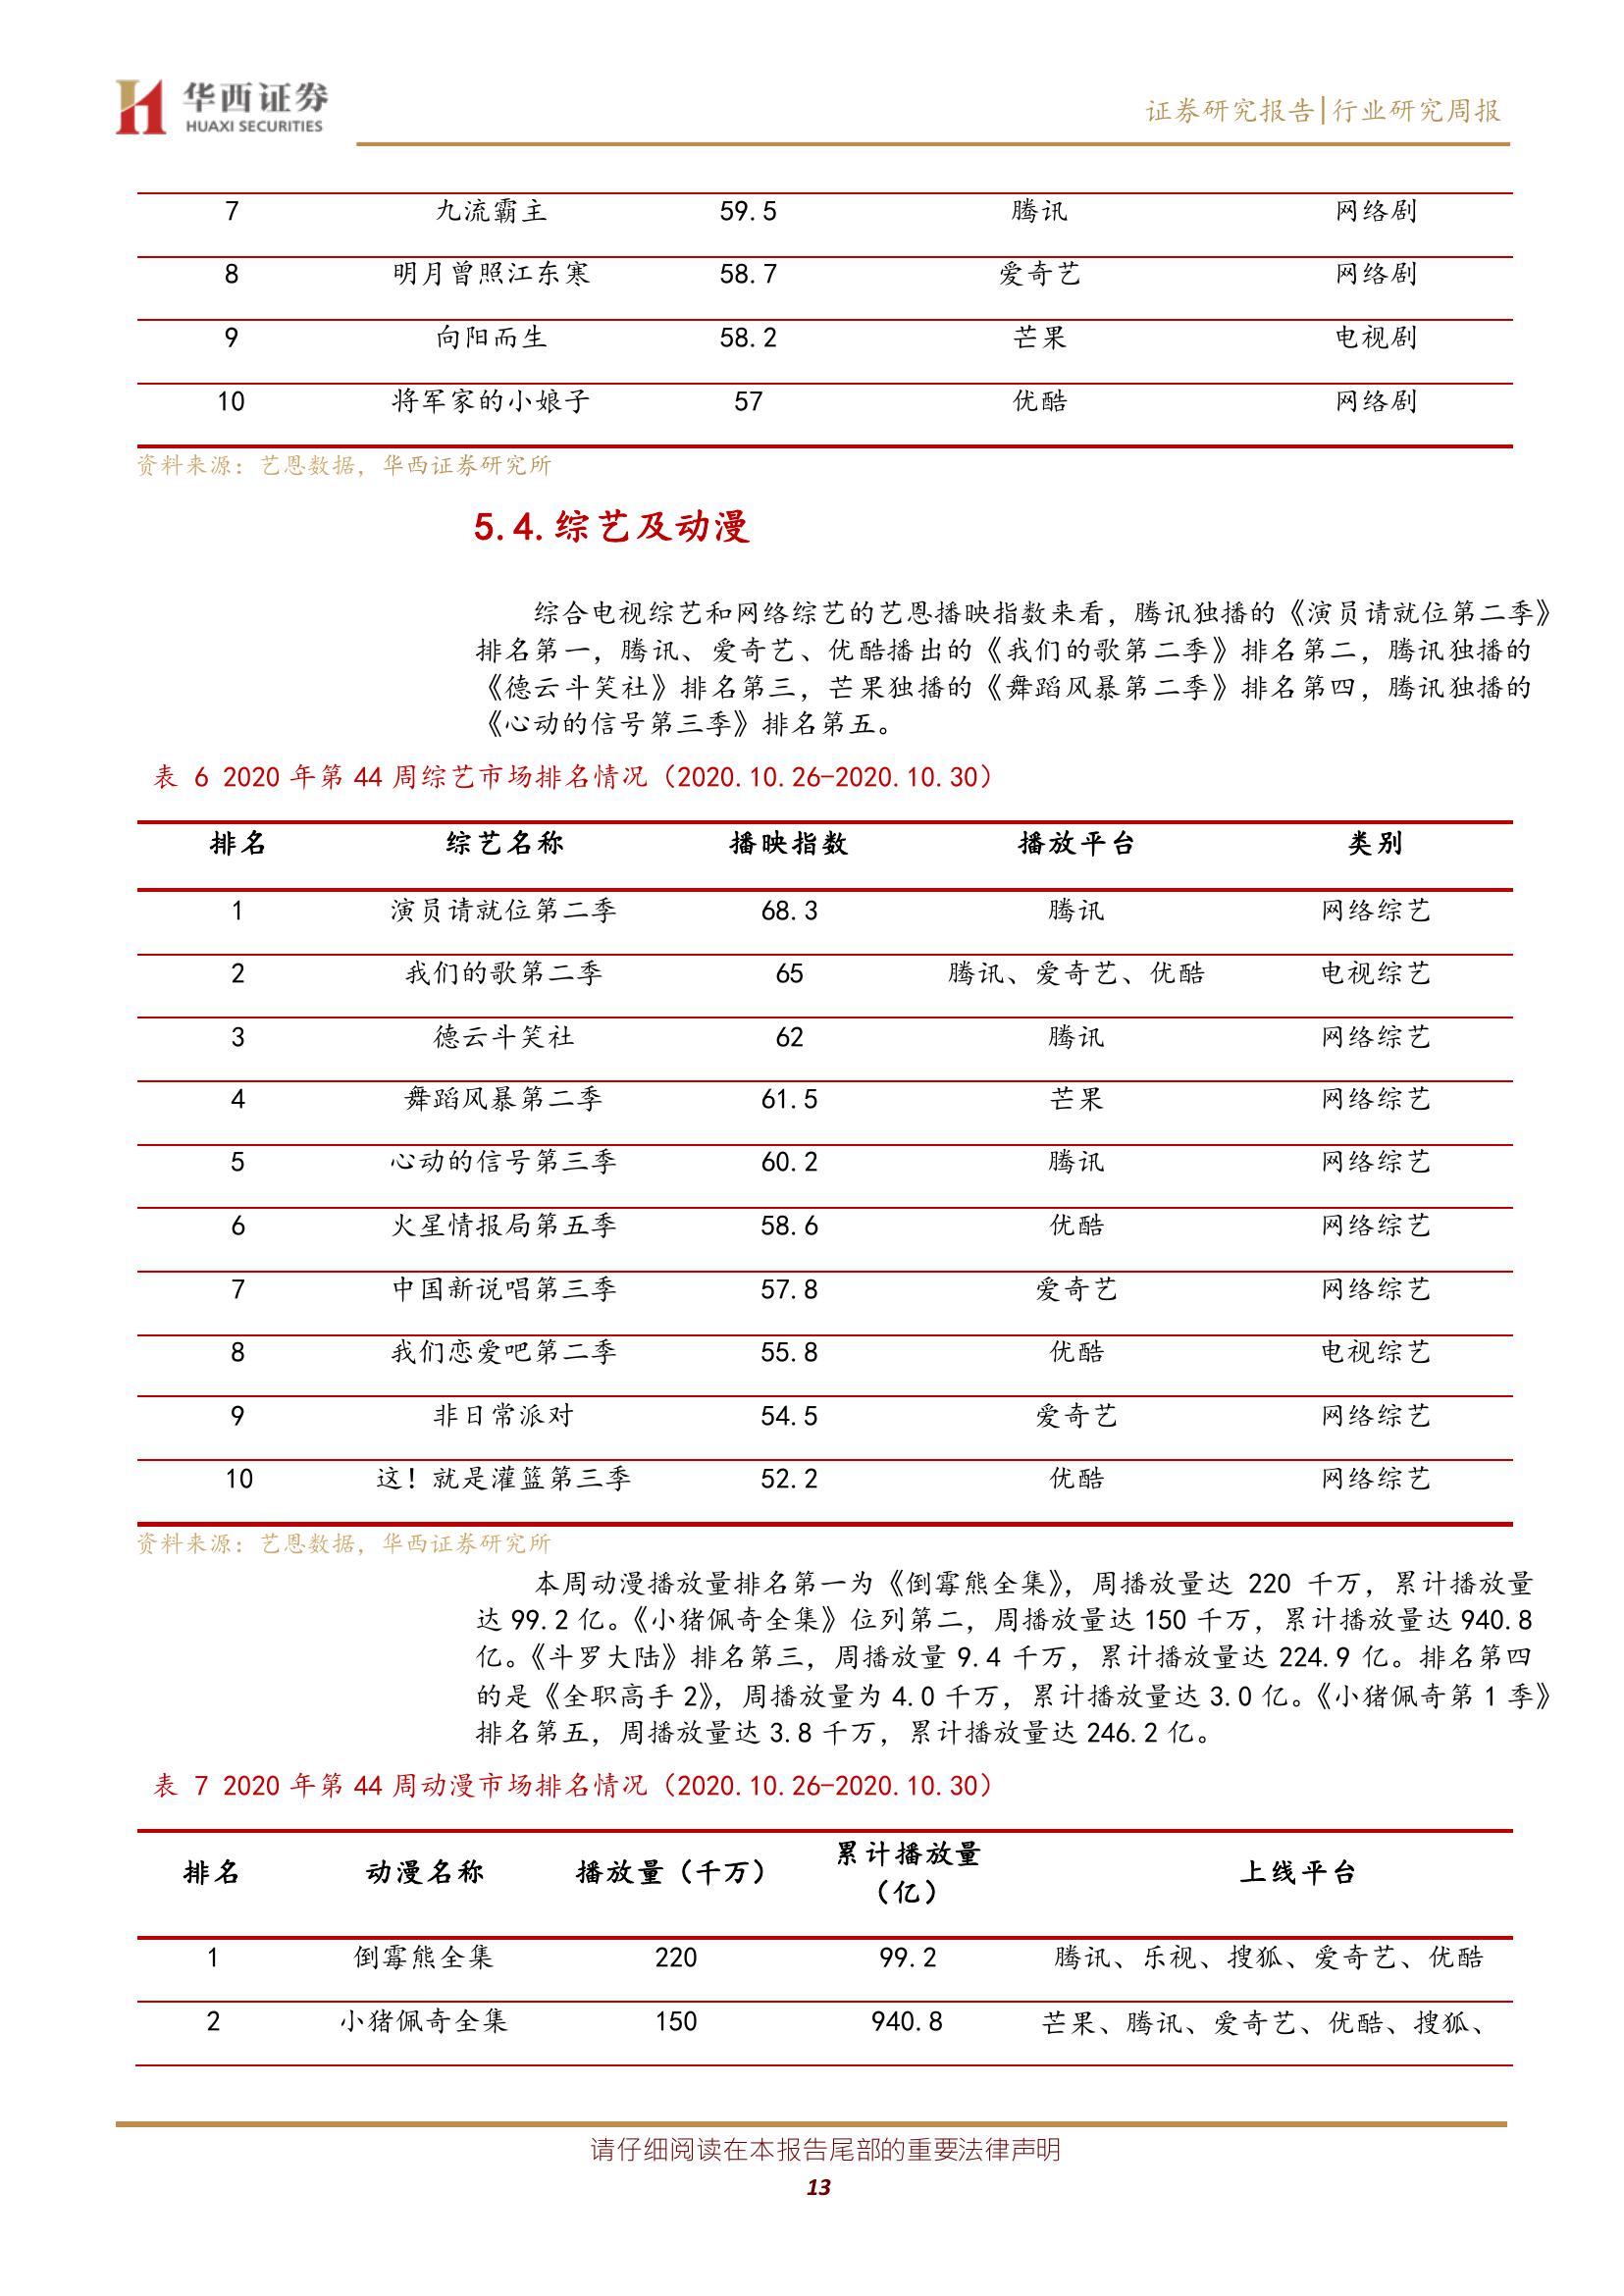 华西证券
HUAXI SECURITIES
证券研究报告|行业研究周报
7 九流霸主 59.5 腾讯 网络剧
8 明月曾照江东寒 58.7 爱奇艺 网络剧
9 向阳而生 58.2 芒果 电视剧
10 将军家的小娘子 57 优酷 网络剧
资料来源：艺恩数据，华西证券研究所
5.4.综艺及动漫
综合电视综艺和网络综艺的艺恩播映指数来看，腾讯独播的《演员请就位第二季》
排名第一，腾讯、爱奇艺、优酷播出的《我们的歌第二季》排名第二，腾讯独播的
《德云斗笑社》排名第三，芒果独播的《舞蹈风暴第二季》排名第四，腾讯独播的
《心动的信号第三季》排名第五。
表 6 2020 年第 44 周综艺市场排名情况（2020.10.26-2020.10.30）
排名 综艺名称 播映指数 播放平台 类别
1 演员请就位第二季 68.3 腾讯 网络综艺
2 我们的歌第二季 65 腾讯、爱奇艺、优酷 电视综艺
3 德云斗笑社 62 腾讯 网络综艺
4 舞蹈风暴第二季 61.5 芒果 网络综艺
5 心动的信号第三季 60.2 腾讯 网络综艺
6 火星情报局第五季 58.6 优酷 网络综艺
7 中国新说唱第三季 57.8 爱奇艺 网络综艺
8 我们恋爱吧第二季 55.8 优酷 电视综艺
9 非日常派对 54.5 爱奇艺 网络综艺
10 这！就是灌篮第三季 52.2 优酷 网络综艺
资料来源：艺恩数据，华西证券研究所
本周动漫播放量排名第一为《倒霉熊全集》，周播放量达 220 千万，累计播放量
达 99.2 亿。《小猪佩奇全集》位列第二，周播放量达 150 千万，累计播放量达 940.8
亿。《斗罗大陆》排名第三，周播放量 9.4 千万，累计播放量达 224.9 亿。排名第四
的是《全职高手 2》，周播放量为 4.0 千万，累计播放量达 3.0 亿。《小猪佩奇第 1 季》
排名第五，周播放量达 3.8 千万，累计播放量达 246.2 亿。
表 7 2020 年第 44 周动漫市场排名情况（2020.10.26-2020.10.30）
排名 动漫名称 播放量（千万） 累计播放量 上线平台
（亿）
1 倒霉熊全集 220 99.2 腾讯、乐视、搜狐、爱奇艺、优酷
2 小猪佩奇全集 150 940.8 芒果、腾讯、爱奇艺、优酷、搜狐、
请仔细阅读在本报告尾部的重要法律声明
13